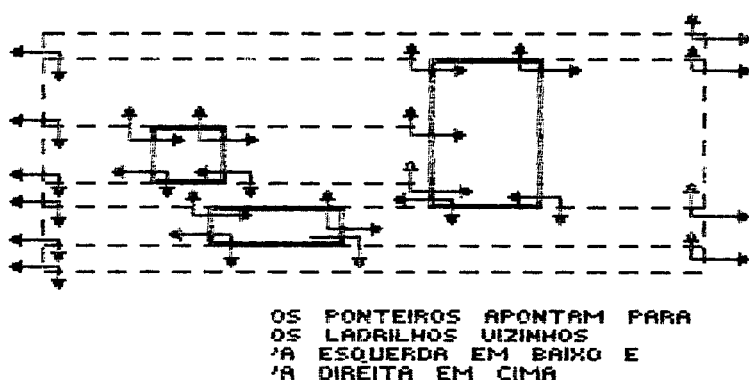 OS PONTEIROS APONTAM PARA
OS LADRILHOS VIZINHOS
'A ESQUERDA EM BAIXO E
'A DIREITA EM CIMA